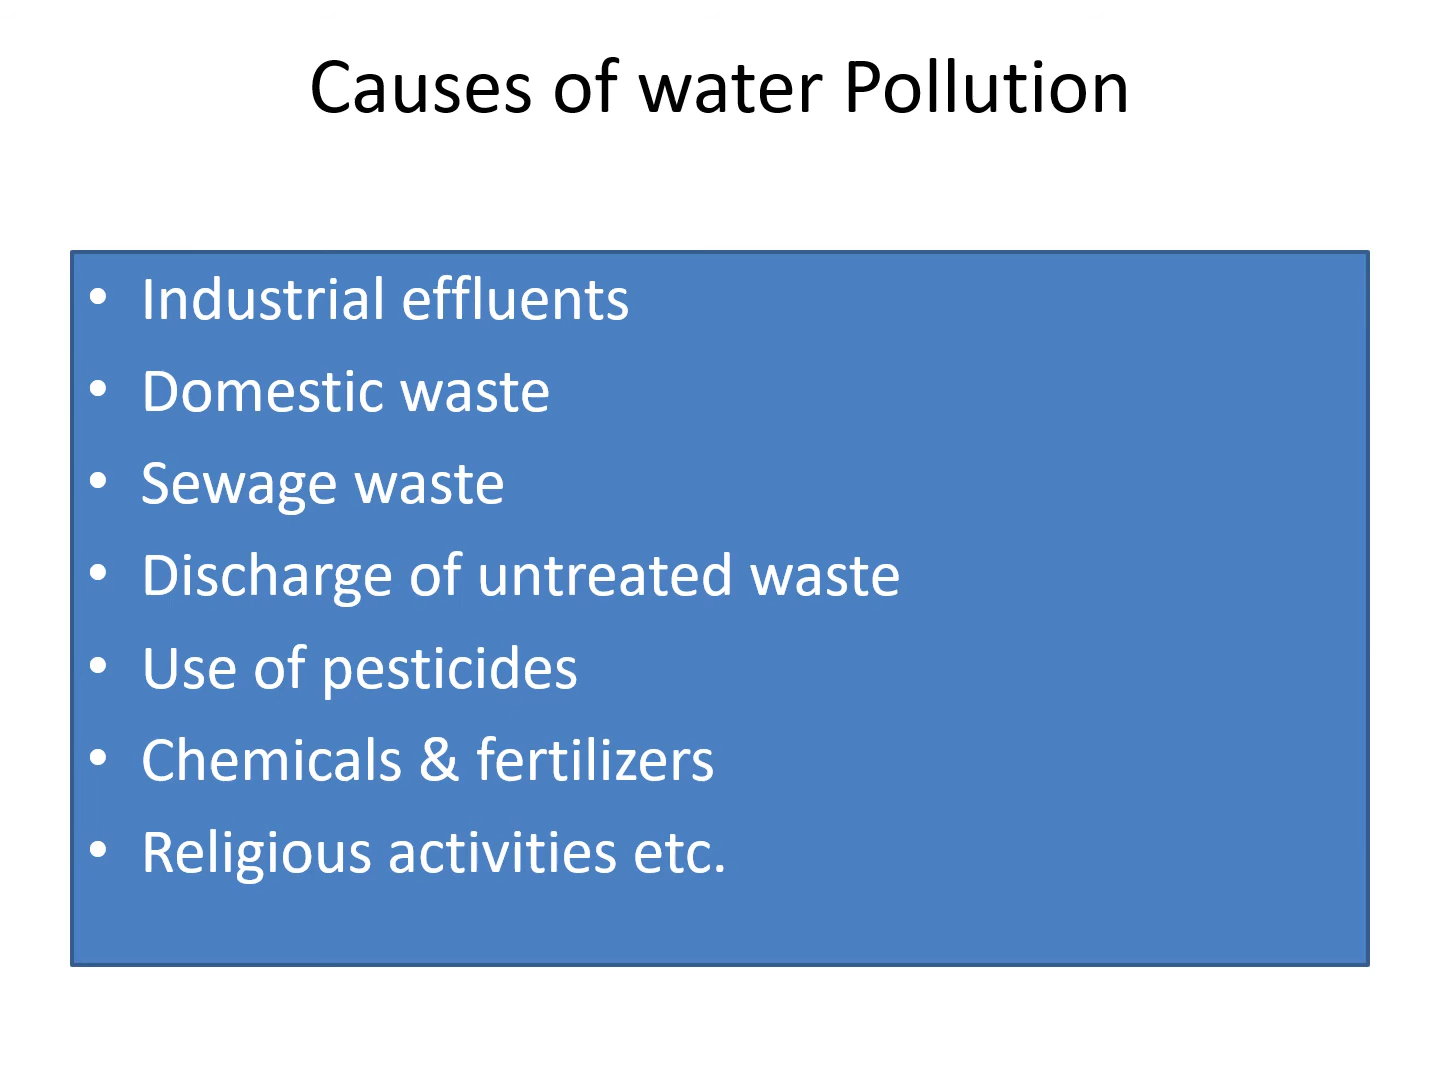 Causes of water Pollution
• Industrial effluents
• Domestic waste
• Sewage waste
• Discharge of untreated waste
• Use of pesticides
• Chemicals & fertilizers
• Religious activities etc.